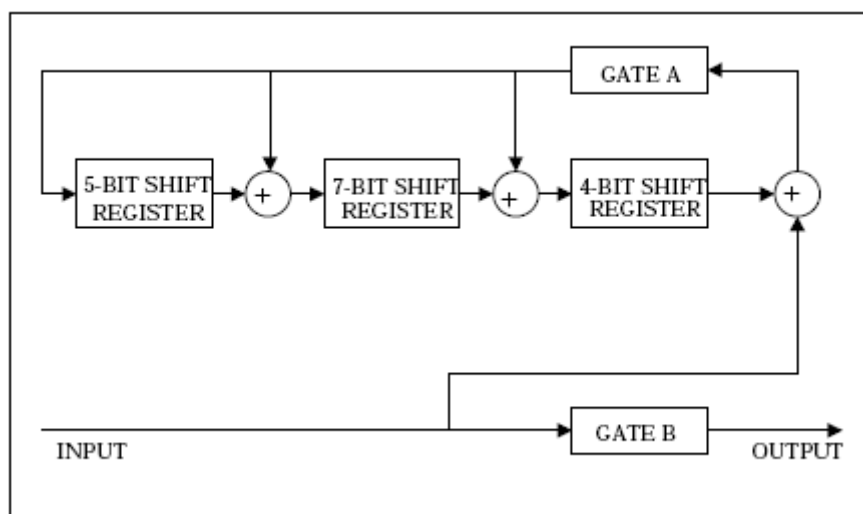 GATE A
5-BIT SHIFT
REGISTER
+
7-BIT SHIFT
REGISTER
+
4-BIT SHIFT
REGISTER
+
INPUT
GATE B
OUTPUT